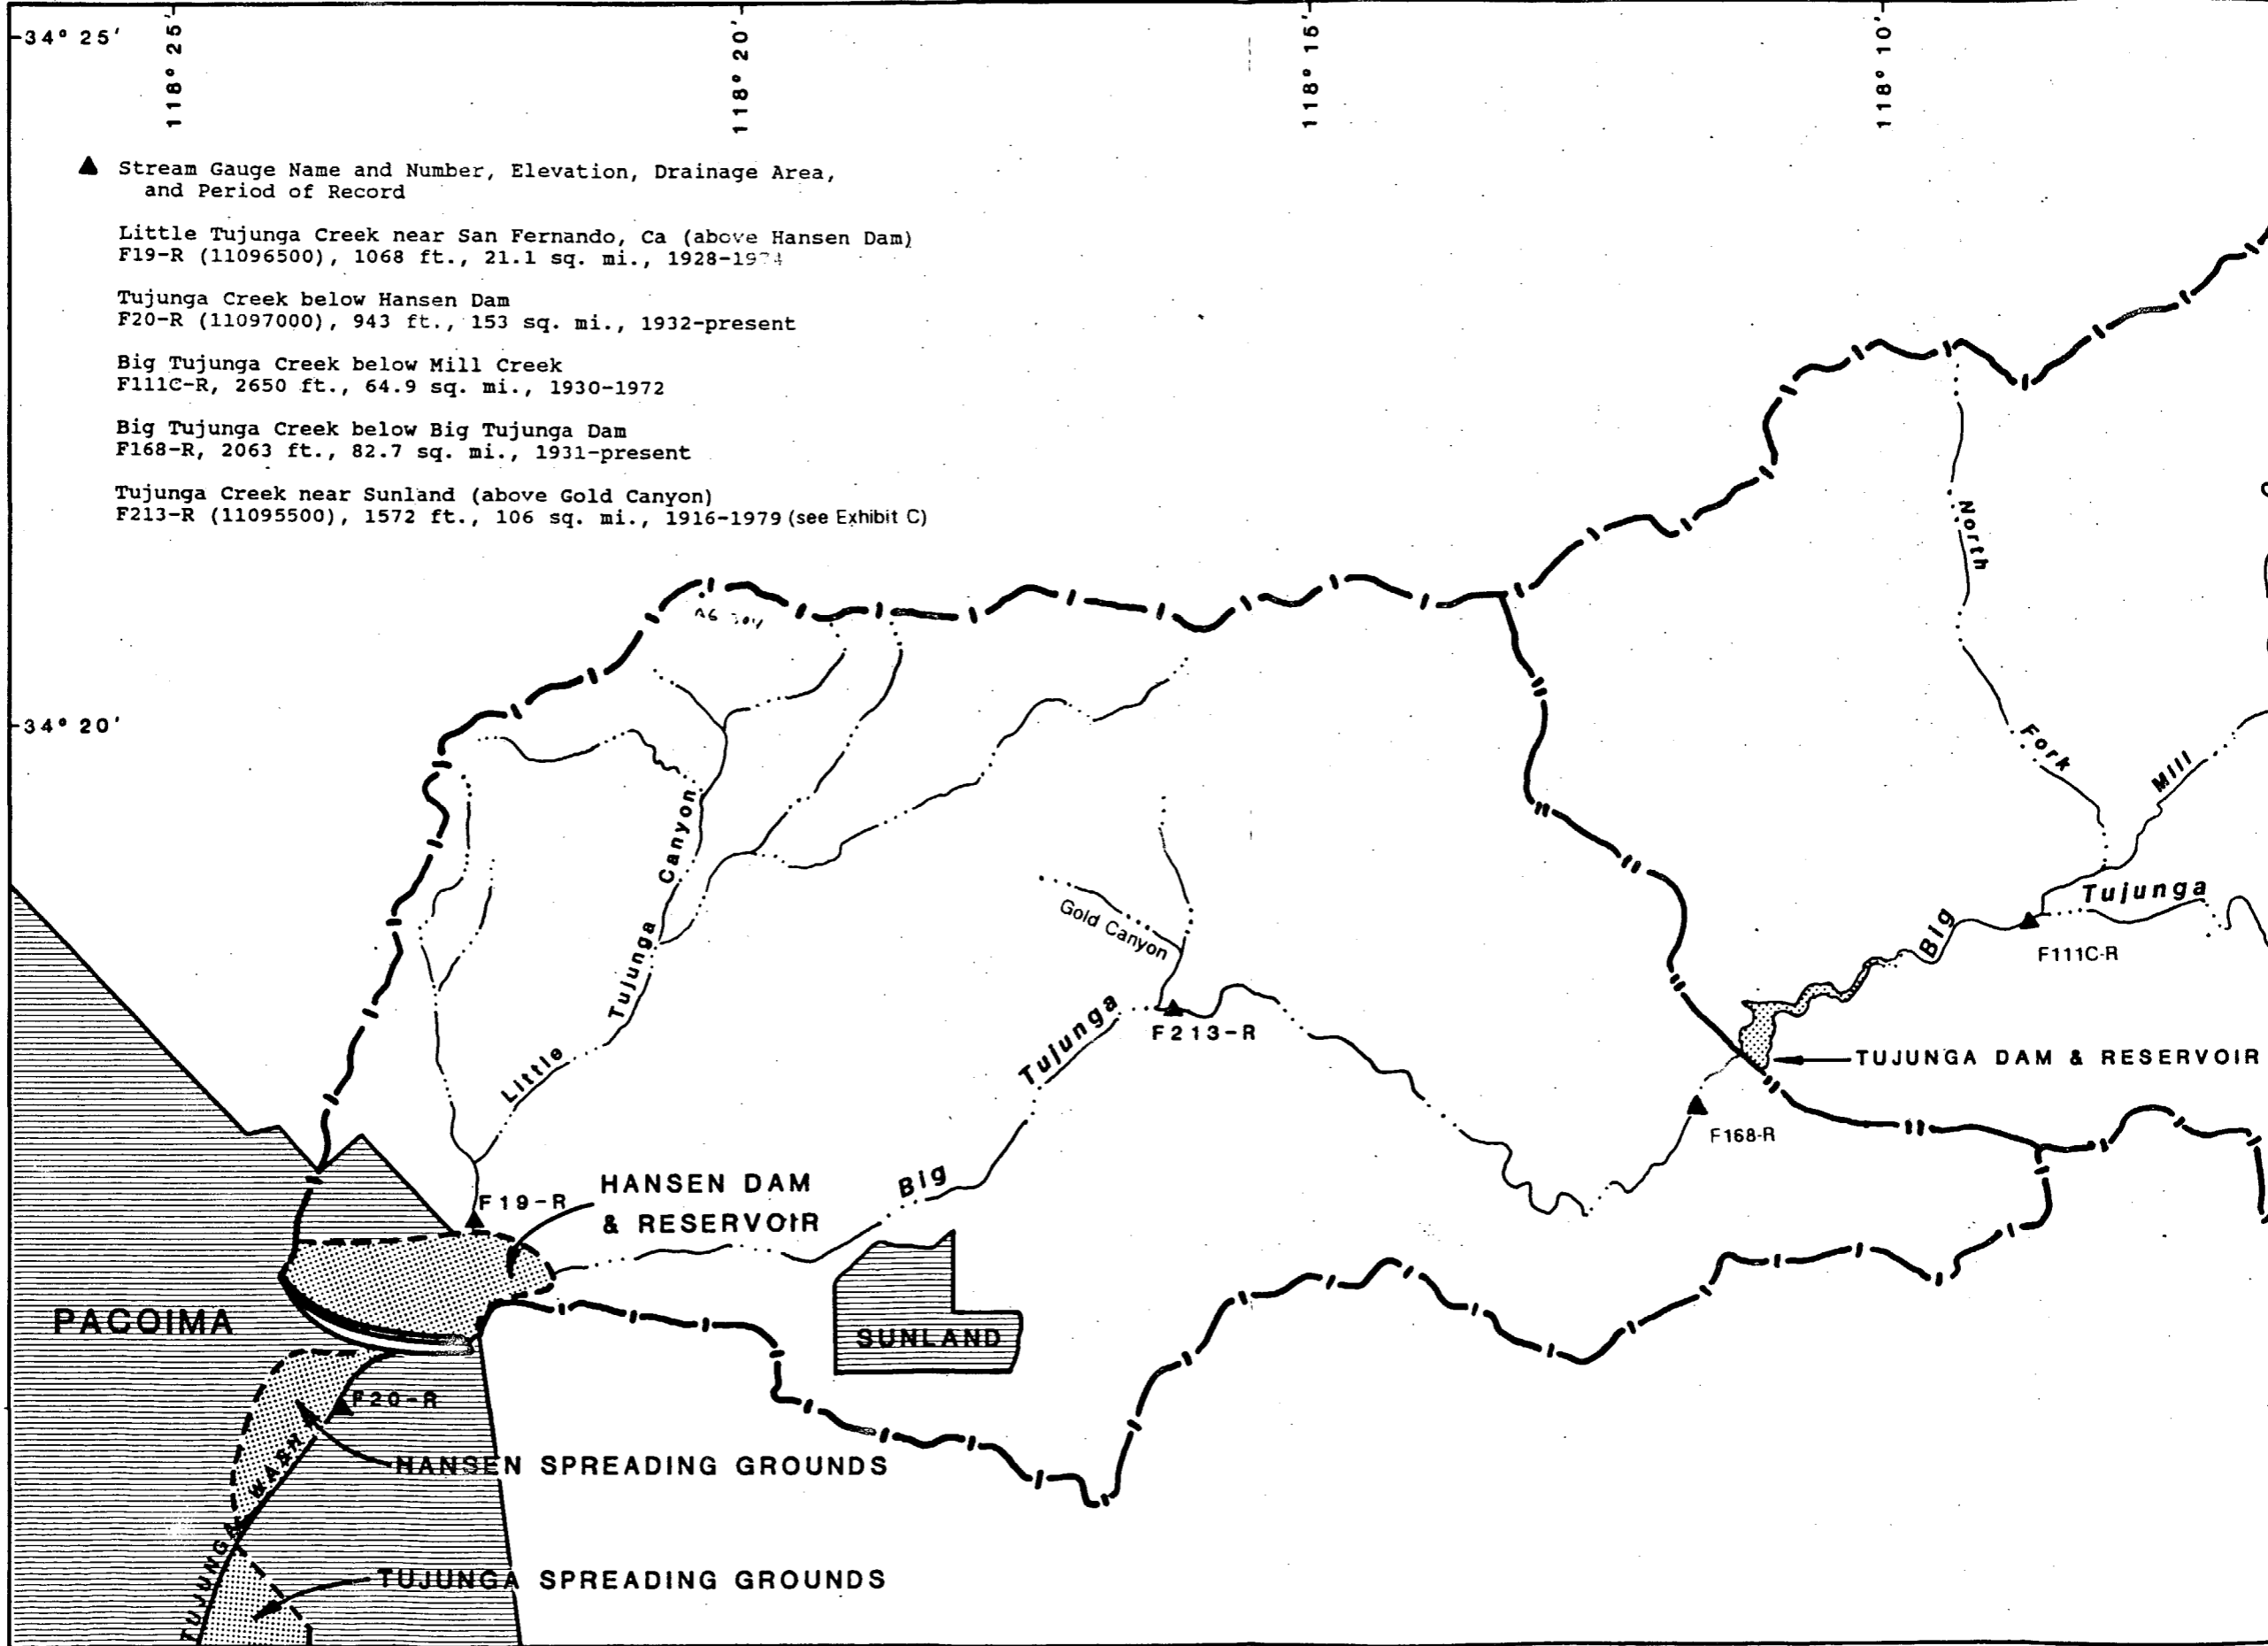 34° 25'
118° 25'
118° 20'
118° 15'
118° 10'
Stream Gauge Name and Number, Elevation, Drainage Area,
and Period of Record
Little Tujunga Creek near San Fernando, Ca (above Hansen Dam)
F19-R (11096500), 1068 ft., 21.1 sq. mi., 1928-1974
Tujunga Creek below Hansen Dam
F20-R (11097000), 943 ft., 153 sq. mi., 1932-present
Big Tujunga Creek below Mill Creek
F111C-R, 2650 ft., 64.9 sq. mi., 1930-1972
Big Tujunga Creek below Big Tujunga Dam
F168-R, 2063 ft., 82.7 sq. mi., 1931-present
Tujunga Creek near Sunland (above Gold Canyon)
F213-R (11095500), 1572 ft., 106 sq. mi., 1916-1979 (see Exhibit C)
North
Fork
Mill
34° 20'
Canyon
Tujunga
Little
Gold Canyon
Big
Tujunga
F111C-R
Tujunga
F213-R
TUJUNGA DAM & RESERVOIR
F168-R
Big
F19-R
HANSEN DAM
& RESERVOIR
PACOIMA
SUNLAND
F20-R
HANSEN SPREADING GROUNDS
TUJUNGA WASH
TUJUNGA SPREADING GROUNDS